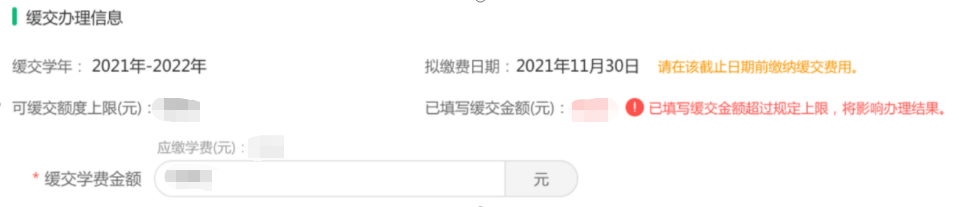 缓交办理信息
缓交学年： 2021年-2022年 拟缴费日期：2021年11月30日 请在该截止日期前缴纳缓交费用。
可缓交额度上限(元)： 已填写缓交金额(元)： 已填写缓交金额超过规定上限，将影响办理结果。
应缴学费(元)：
* 缓交学费金额 元